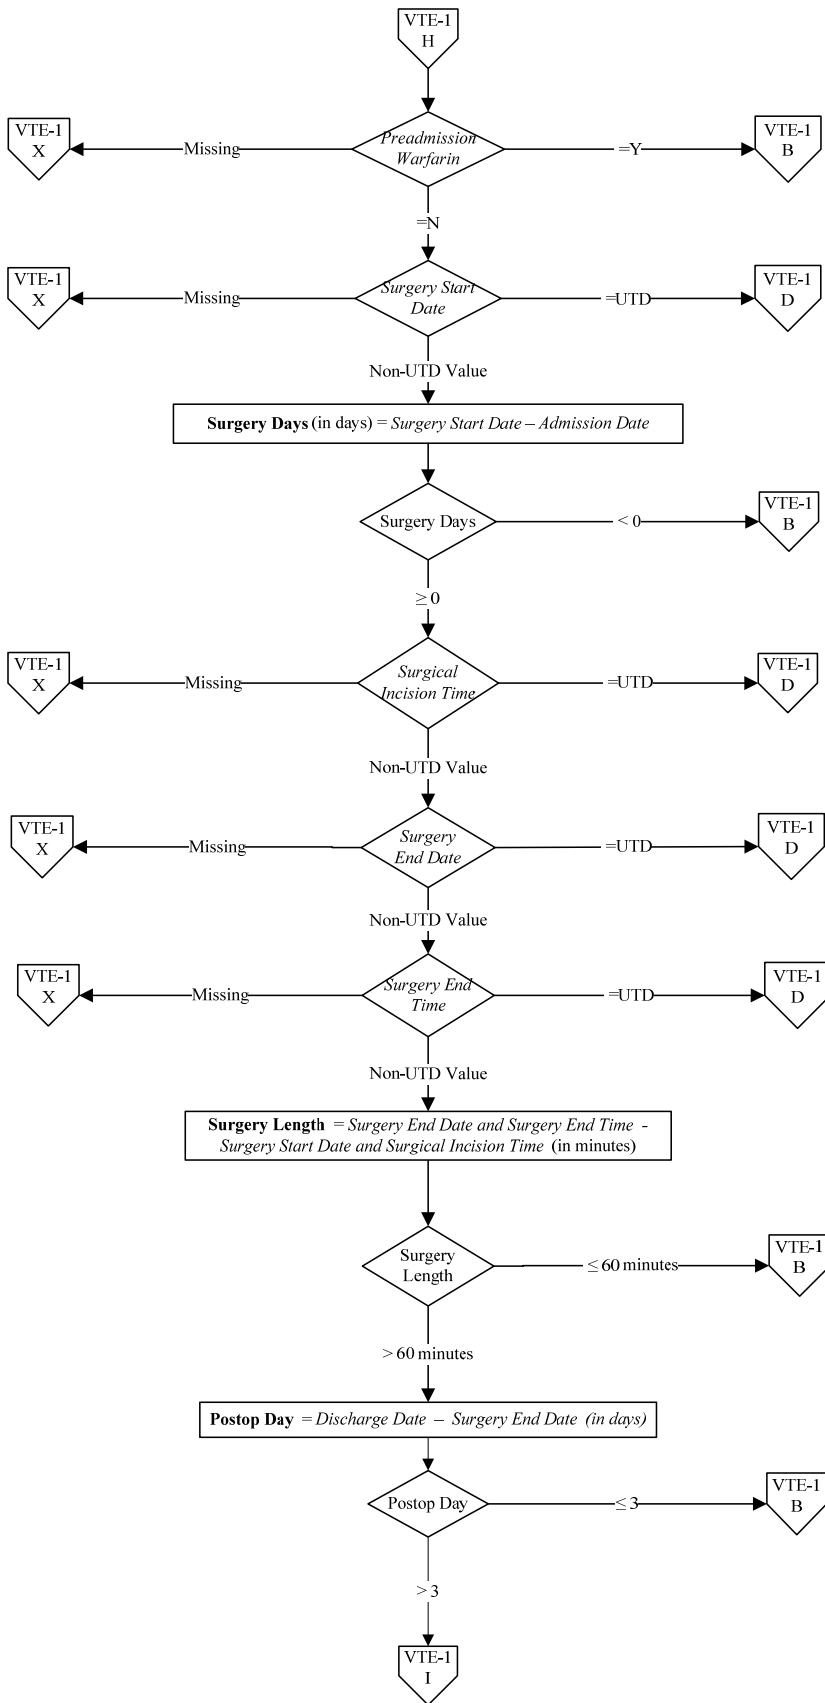 VTE-1
H
VTE-1
X
Missing
Preadmission
Warfarin
=Y
VTE-1
B
=N
VTE-1
X
Missing
Surgery Start
Date
=UTD
VTE-1
D
Non-UTD Value
Surgery Days (in days) = Surgery Start Date – Admission Date
Surgery Days
< 0
VTE-1
B
≥ 0
VTE-1
X
Missing
Surgical
Incision Time
=UTD
VTE-1
D
Non-UTD Value
VTE-1
X
Missing
Surgery
End Date
=UTD
VTE-1
D
Non-UTD Value
VTE-1
X
Missing
Surgery End
Time
=UTD
VTE-1
D
Non-UTD Value
Surgery Length = Surgery End Date and Surgery End Time -
Surgery Start Date and Surgical Incision Time (in minutes)
Surgery
Length
≤ 60 minutes
VTE-1
B
> 60 minutes
Postop Day = Discharge Date – Surgery End Date (in days)
Postop Day
≤ 3
VTE-1
B
> 3
VTE-1
I